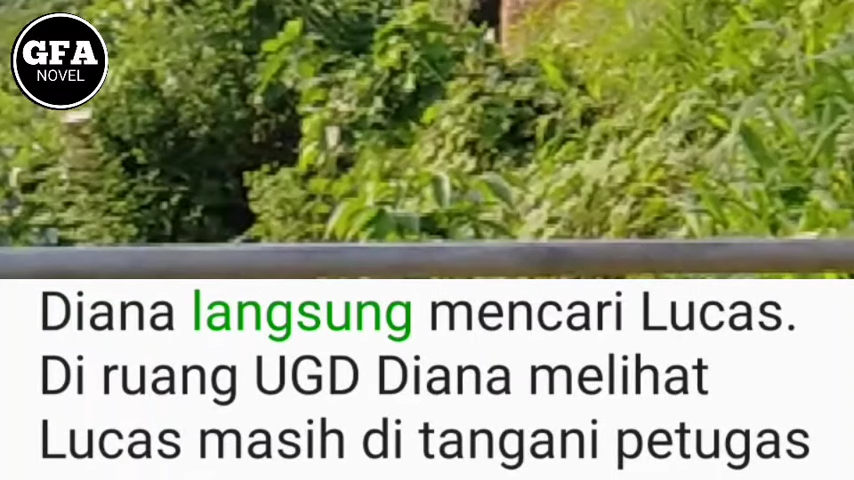 GFA
NOVEL
Diana langsung mencari Lucas.
Di ruang UGD Diana melihat
Lucas masih di tangani petugas